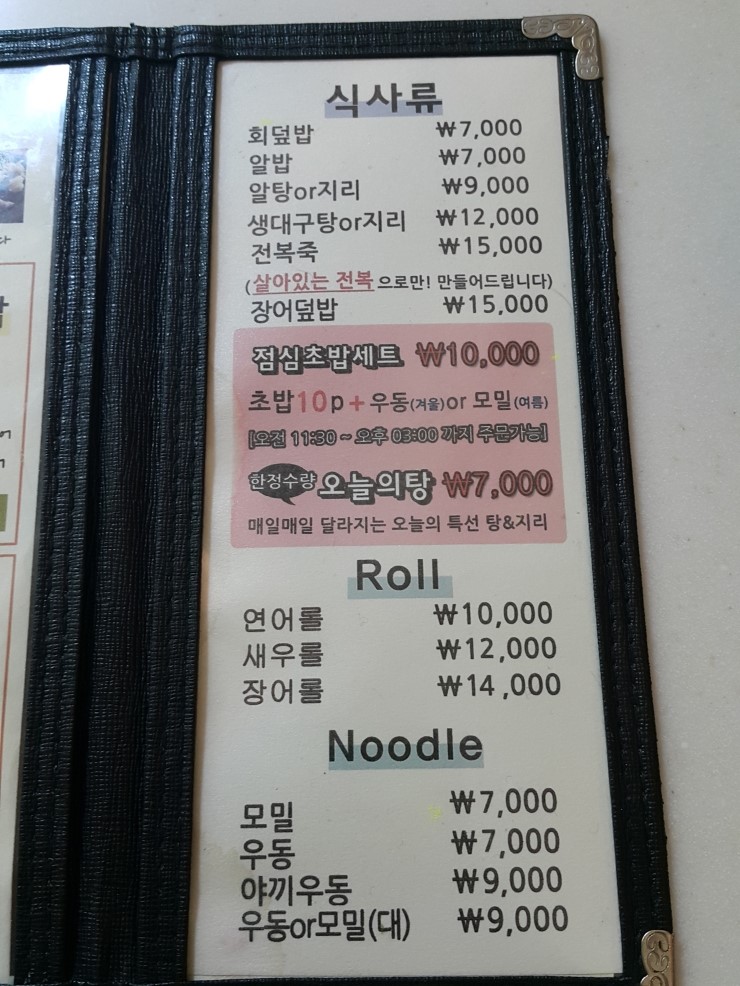 식사류
회덮밥 ₩7,000
알밥 ₩7,000
알탕or지리 ₩9,000
생대구탕or지리 ₩12,000
전복죽 ₩15,000
(살아있는 전복으로만! 만들어드립니다)
장어덮밥 ₩15,000
점심초밥세트 ₩10,000
초밥10p+우동(겨울)or 모밀(여름)
[오전 11:30 ~ 오후 03:00 까지 주문가능]
한정수량 오늘의탕 ₩7,000
매일매일 달라지는 오늘의 특선 탕&지리
Roll
연어롤 ₩10,000
새우롤 ₩12,000
장어롤 ₩14,000
Noodle
모밀 ₩7,000
우동 ₩7,000
야끼우동 ₩9,000
우동or모밀(대) ₩9,000